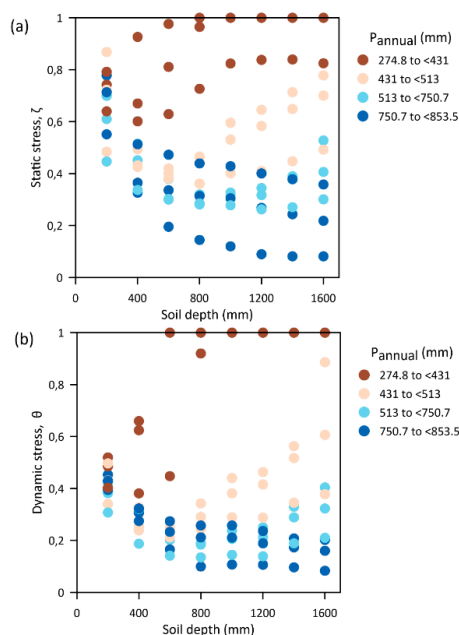 (a)
P annual (mm)
274.8 to <431
431 to <513
513 to <750.7
750.7 to <853.5
Static stress, ζ
1
0,8
0,6
0,4
0,2
0
0 400 800 1200 1600
Soil depth (mm)
(b)
P annual (mm)
274.8 to <431
431 to <513
513 to <750.7
750.7 to <853.5
Dynamic stress, θ
1
0,8
0,6
0,4
0,2
0
0 400 800 1200 1600
Soil depth (mm)